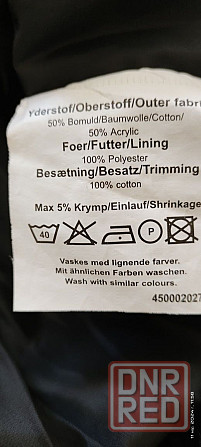 Yderstof/Oberstoff/Outer fabri
50% Bomuld/Baumwolle/Cotton/
50% Acrylic
Foer/Futter/Lining
100% Polyester
Besætning/Besatz/Trimming
100% cotton
Max 5% Krymp/Einlauf/Shrinkage
40 P
Vaskes med lignende farver.
Mit ähnlichen Farben waschen.
Wash with similar colours.
450002027
DNR
RED